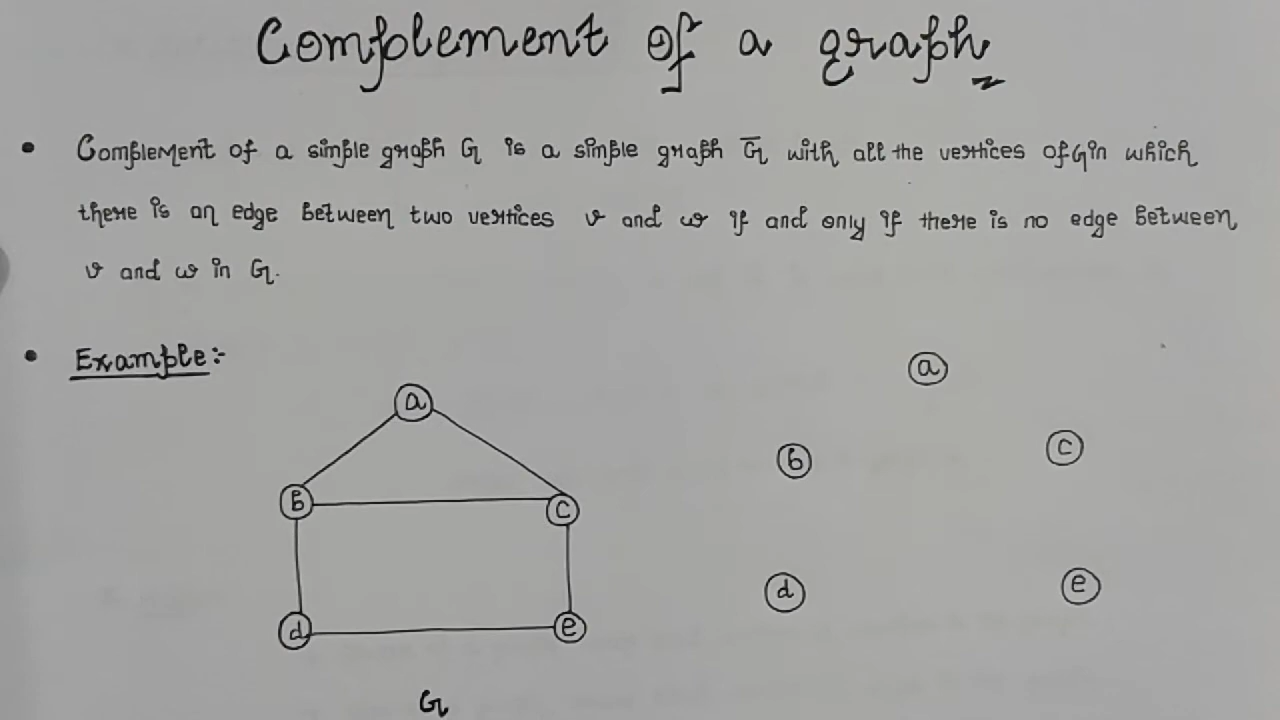 Complement of a graph
• Complement of a simple graph G is a simple graph G̅ with all the vertices of G in which
there is an edge between two vertices v and w if and only if there is no edge between
v and w in G.
• Example:-
a
a
b
c
b
c
d
e
d
e
G